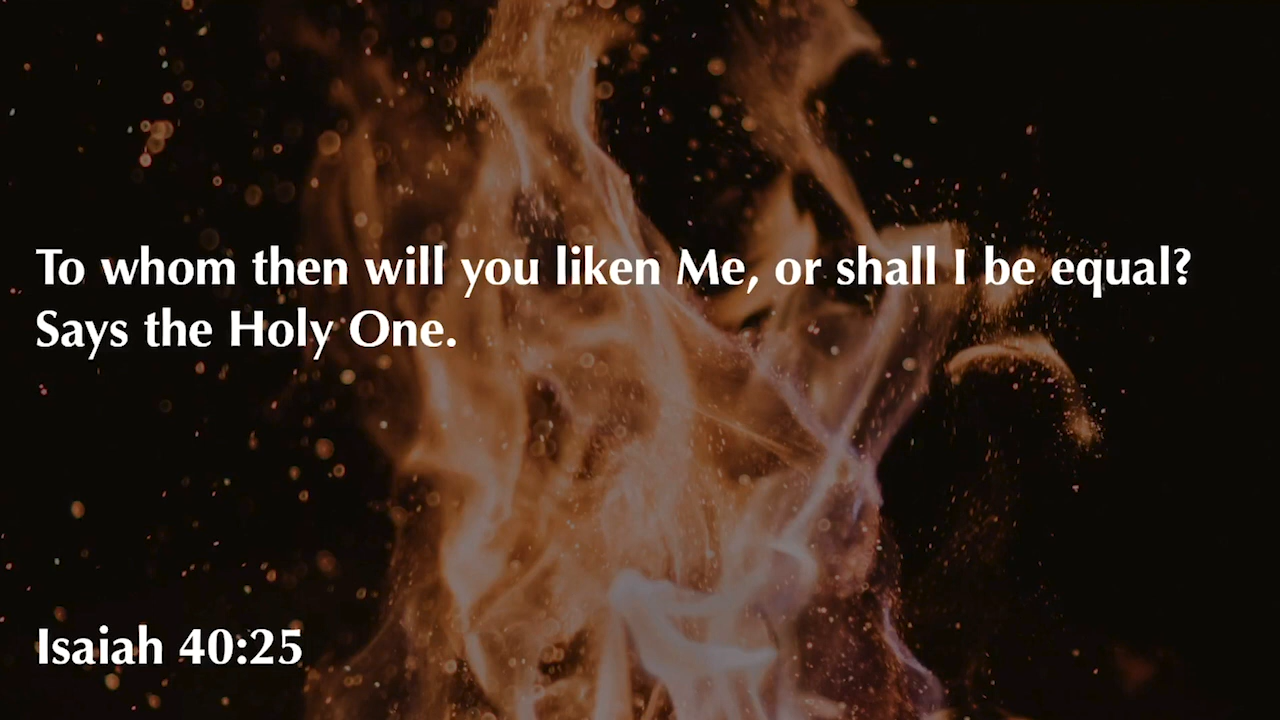 To whom then will you liken Me, or shall I be equal?
Says the Holy One.
Isaiah 40:25